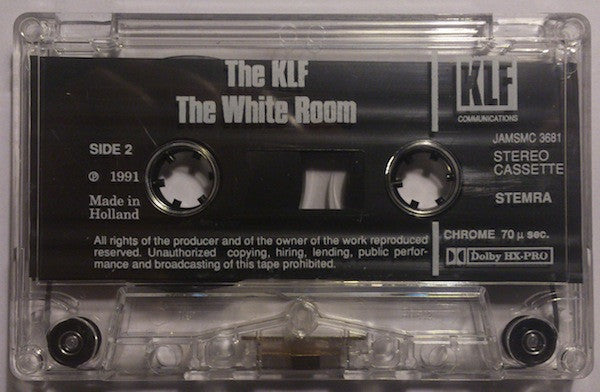 The KLF
The White Room
KLF
COMMUNICATIONS
SIDE 2
℗ 1991
Made in
Holland
JAMSMC 3681
STEREO
CASSETTE
STEMRA
CHROME 70 µ sec.
Dolby HX-PRO
All rights of the producer and of the owner of the work reproduced
reserved. Unauthorized copying, hiring, lending, public perfor-
mance and broadcasting of this tape prohibited.